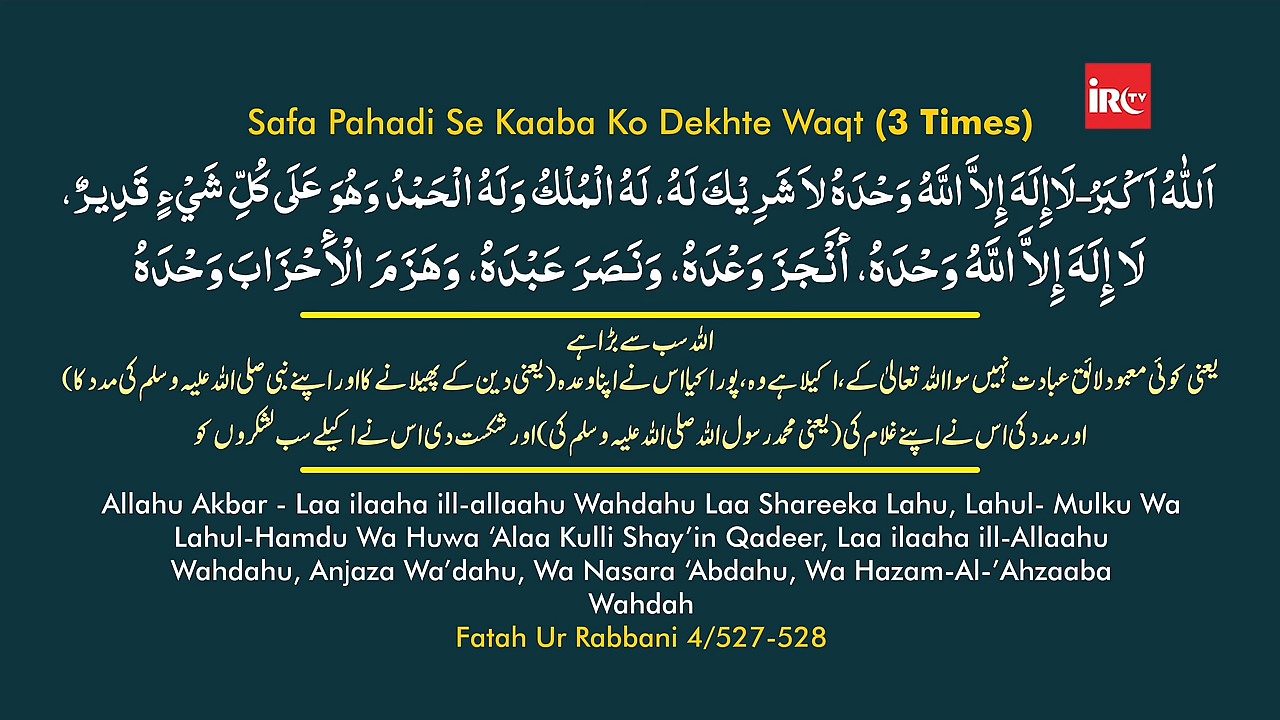 iRC TV
Safa Pahadi Se Kaaba Ko Dekhte Waqt (3 Times)
اَللّٰهُ اَكْبَرُ-لَاإِلَهَ إِلاَّ اللَّهُ وَحْدَهُ لاَ شَرِيْكَ لَهُ، لَهُ الْمُلْكُ وَلَهُ الْحَمْدُ وَهُوَ عَلَى كُلِّ شَيْءٍ قَدِيرٌ،
لَا إِلَهَ إِلاَّ اللَّهُ وَحْدَهُ، أَنْجَزَ وَعْدَهُ، وَنَصَرَ عَبْدَهُ، وَهَزَمَ الْأَحْزَابَ وَحْدَهُ
اللہ سب سے بڑا ہے
یعنی کوئی معبود لائق عبادت نہیں سوا اللہ تعالیٰ کے، اکیلا ہے وہ، پورا کیا اس نے اپنا وعدہ (یعنی دین کے پھیلانے کا اور اپنے نبی صلی اللہ علیہ وسلم کی مدد کا)
اور مدد کی اس نے اپنے غلام کی (یعنی محمد رسول اللہ صلی اللہ علیہ وسلم کی) اور شکست دی اس نے اکیلے سب لشکروں کو
Allahu Akbar - Laa ilaaha ill-allaahu Wahdahu Laa Shareeka Lahu, Lahul- Mulku Wa
Lahul-Hamdu Wa Huwa ‘Alaa Kulli Shay’in Qadeer, Laa ilaaha ill-Allaahu
Wahdahu, Anjaza Wa’dahu, Wa Nasara ‘Abdahu, Wa Hazam-Al-’Ahzaaba
Wahdah
Fatah Ur Rabbani 4/527-528